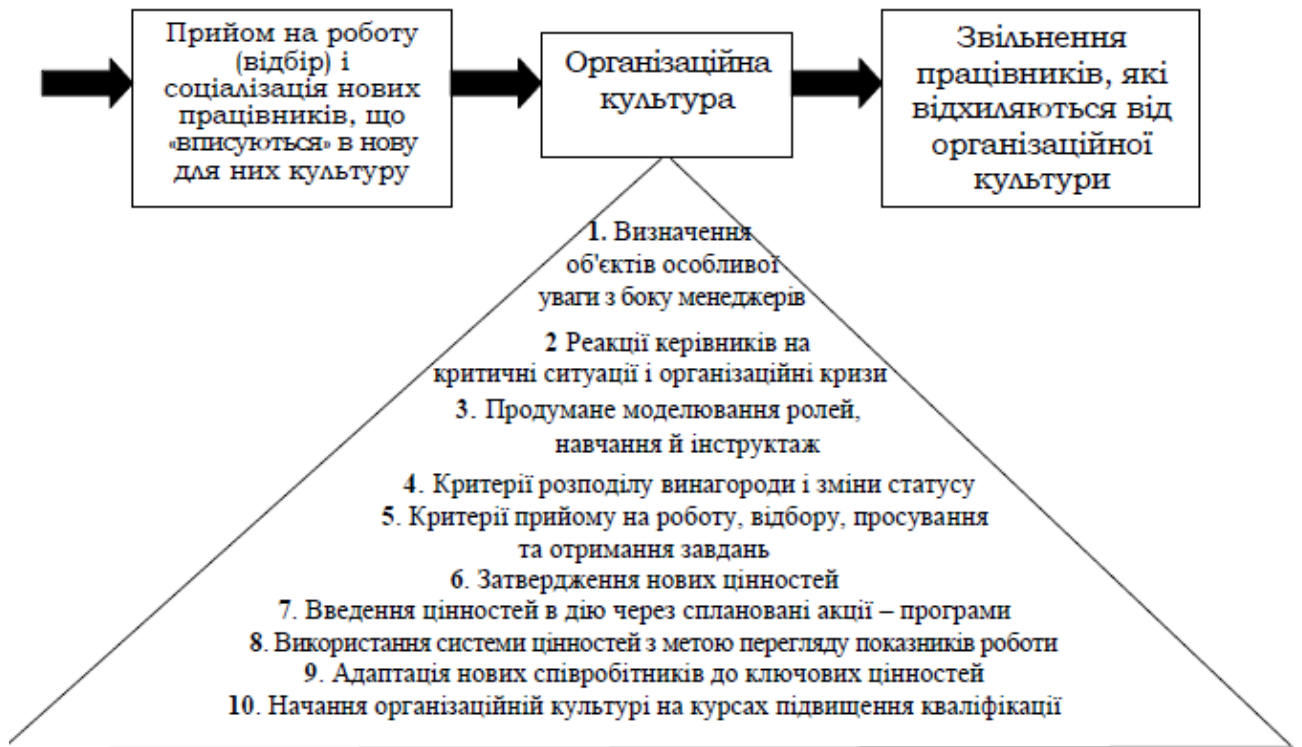 Прийом на роботу
(відбір) і
соціалізація нових
працівників, що
«вписуються» в нову
для них культуру
Організаційна
культура
Звільнення
працівників, які
відхиляються від
організаційної
культури
1. Визначення
об'єктів особливої
уваги з боку менеджерів
2 Реакції керівників на
критичні ситуації і організаційні кризи
3. Продумане моделювання ролей,
навчання й інструктаж
4. Критерії розподілу винагороди і зміни статусу
5. Критерії прийому на роботу, відбору, просування
та отримання завдань
6. Затвердження нових цінностей
7. Введення цінностей в дію через сплановані акції – програми
8. Використання системи цінностей з метою перегляду показників роботи
9. Адаптація нових співробітників до ключових цінностей
10. Начання організаційній культурі на курсах підвищення кваліфікації